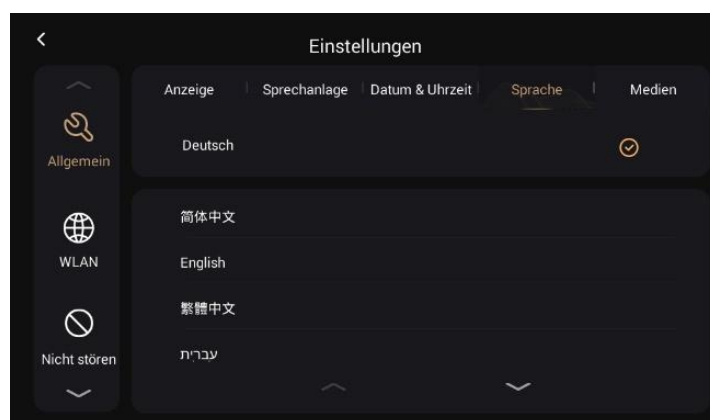 Einstellungen
Anzeige
Sprechanlage
Datum & Uhrzeit
Sprache
Medien
Allgemein
WLAN
Nicht stören
Deutsch
简体中文
English
繁體中文
עברית